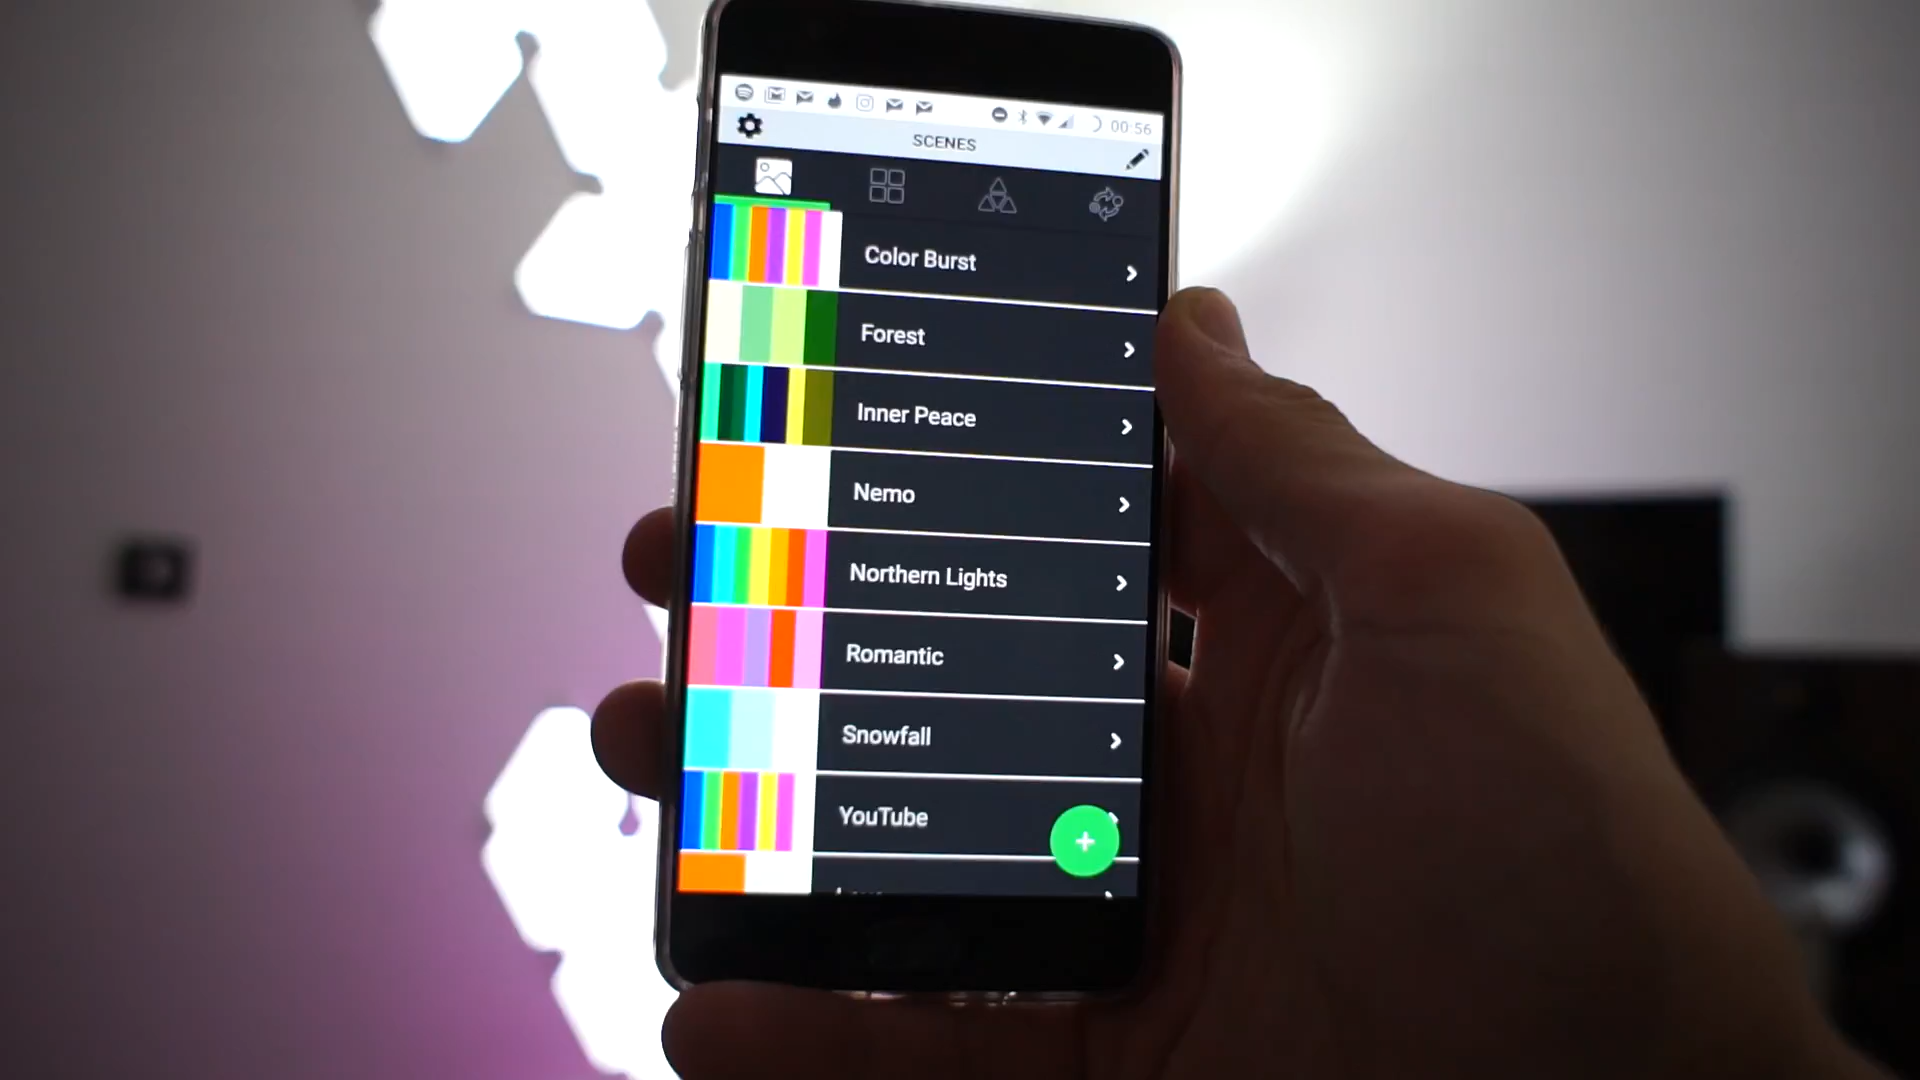 00:56
SCENES
Color Burst
Forest
Inner Peace
Nemo
Northern Lights
Romantic
Snowfall
YouTube